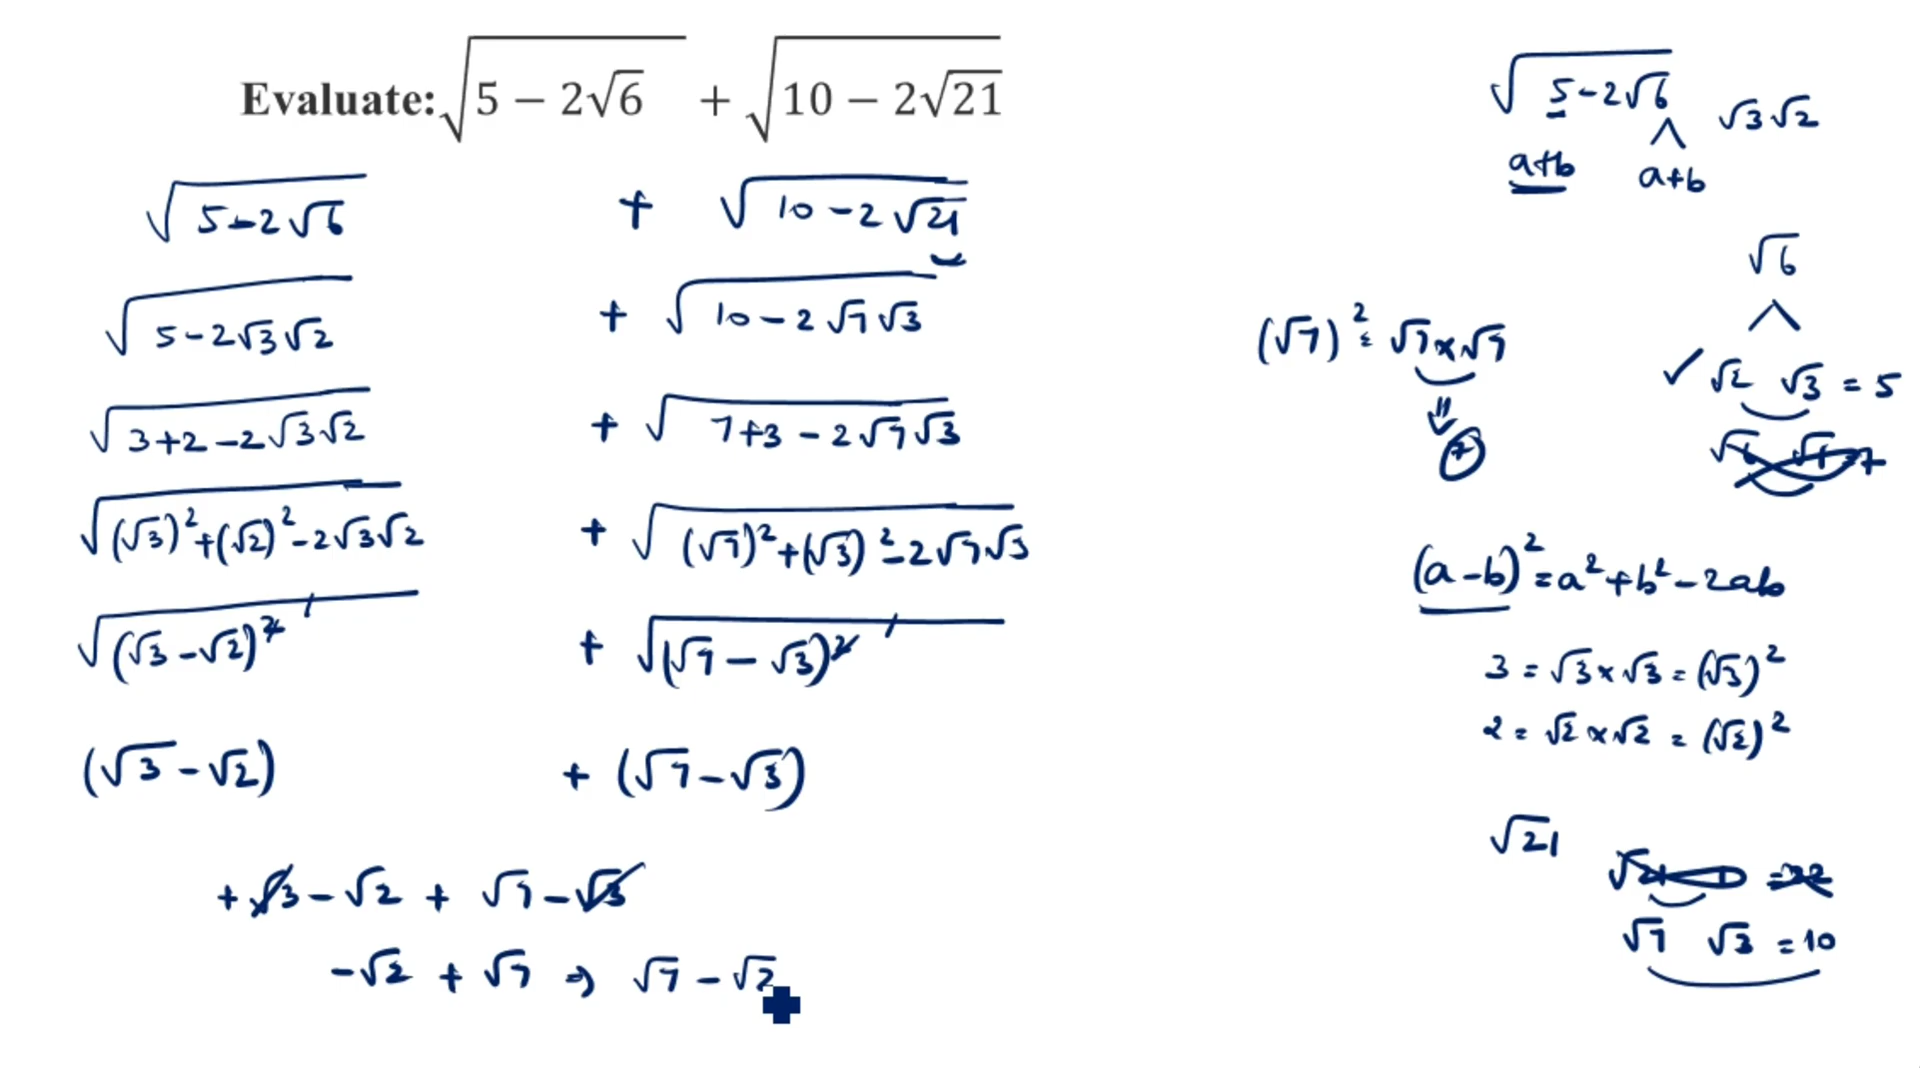 Evaluate: √(5 − 2√6) + √(10 − 2√21)
√(5−2√6) + √(10−2√21)
√(5−2√3√2) + √(10−2√7√3)
√(3+2−2√3√2) + √(7+3−2√7√3)
√((√3)²+(√2)²−2√3√2) + √((√7)²+(√3)²−2√7√3)
√((√3−√2)²) + √((√7−√3)²)
(√3−√2) + (√7−√3)
+√3−√2+√7−√3
−√2+√7 ⇒ √7−√2
√(5−2√6)
√3√2
a+b a+b
√6
✓ √2 √3 = 5
(√7)² = √7×√7
7
(a−b)² = a²+b²−2ab
3 = √3×√3 = (√3)²
2 = √2×√2 = (√2)²
√21
√7 √3 = 10